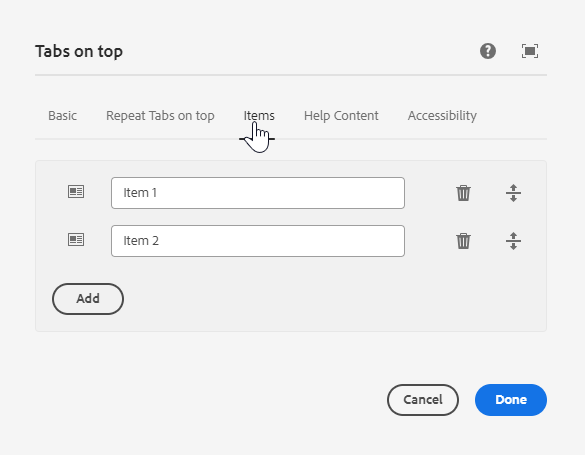 Tabs on top
Basic Repeat Tabs on top Items Help Content Accessibility
Item 1
Item 2
Add
Cancel Done